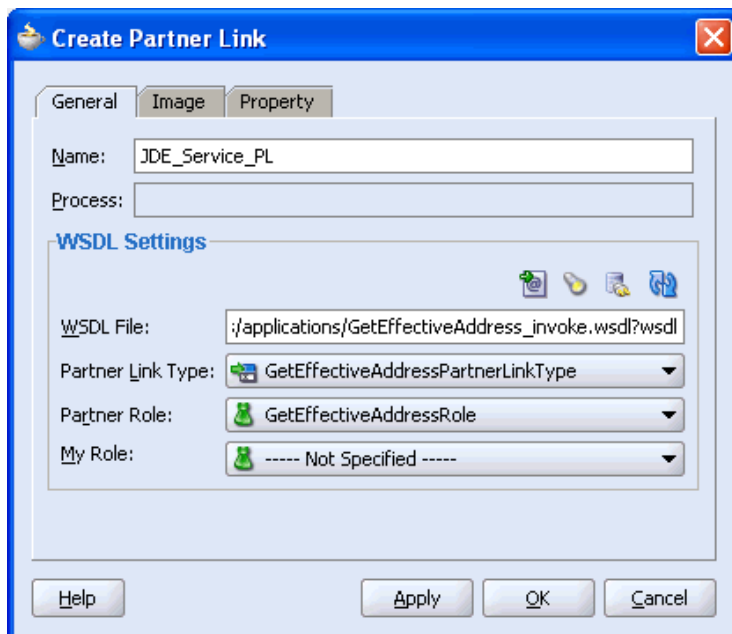 Create Partner Link
General Image Property
Name: JDE_Service_PL
Process:
WSDL Settings
WSDL File: :/applications/GetEffectiveAddress_invoke.wsdl?wsdl
Partner Link Type: GetEffectiveAddressPartnerLinkType
Partner Role: GetEffectiveAddressRole
My Role: ----- Not Specified -----
Help Apply OK Cancel